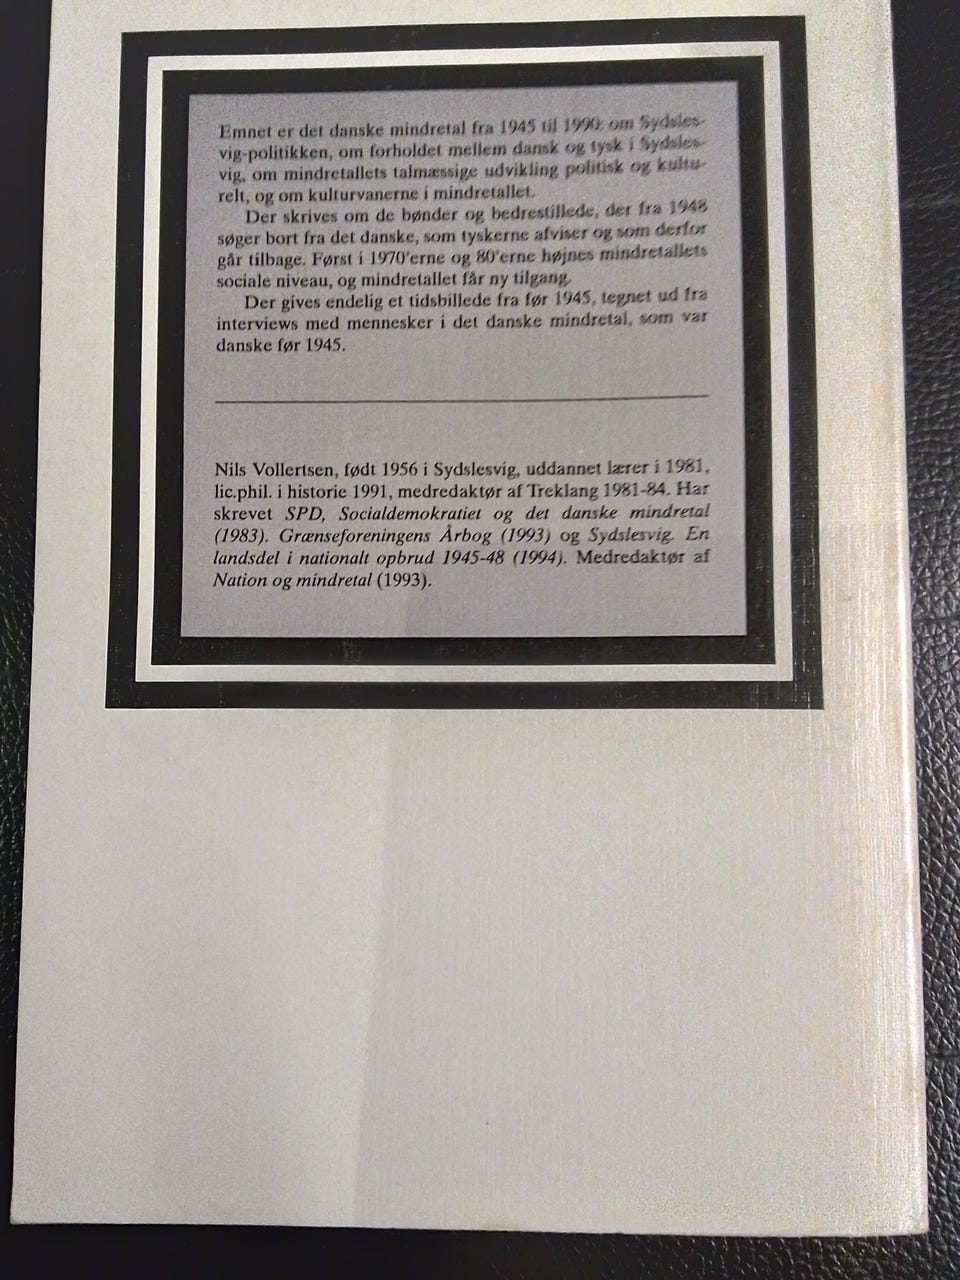 Emnet er det danske mindretal fra 1945 til 1990: om Sydsles-
vig-politikken, om forholdet mellem dansk og tysk i Sydsles-
vig, om mindretallets talmæssige udvikling politisk og kultu-
relt, og om kulturvanerne i mindretallet.
Der skrives om de bønder og bedrestillede, der fra 1948
søger bort fra det danske, som tyskerne afviser og som derfor
går tilbage. Først i 1970'erne og 80'erne højnes mindretallets
sociale niveau, og mindretallet får ny tilgang.
Der gives endelig et tidsbillede fra før 1945, tegnet ud fra
interviews med mennesker i det danske mindretal, som var
danske før 1945.
Nils Vollertsen, født 1956 i Sydslesvig, uddannet lærer i 1981,
lic.phil. i historie 1991, medredaktør af Treklang 1981-84. Har
skrevet SPD, Socialdemokratiet og det danske mindretal
(1983). Grænseforeningens Årbog (1993) og Sydslesvig. En
landsdel i nationalt opbrud 1945-48 (1994). Medredaktør af
Nation og mindretal (1993).